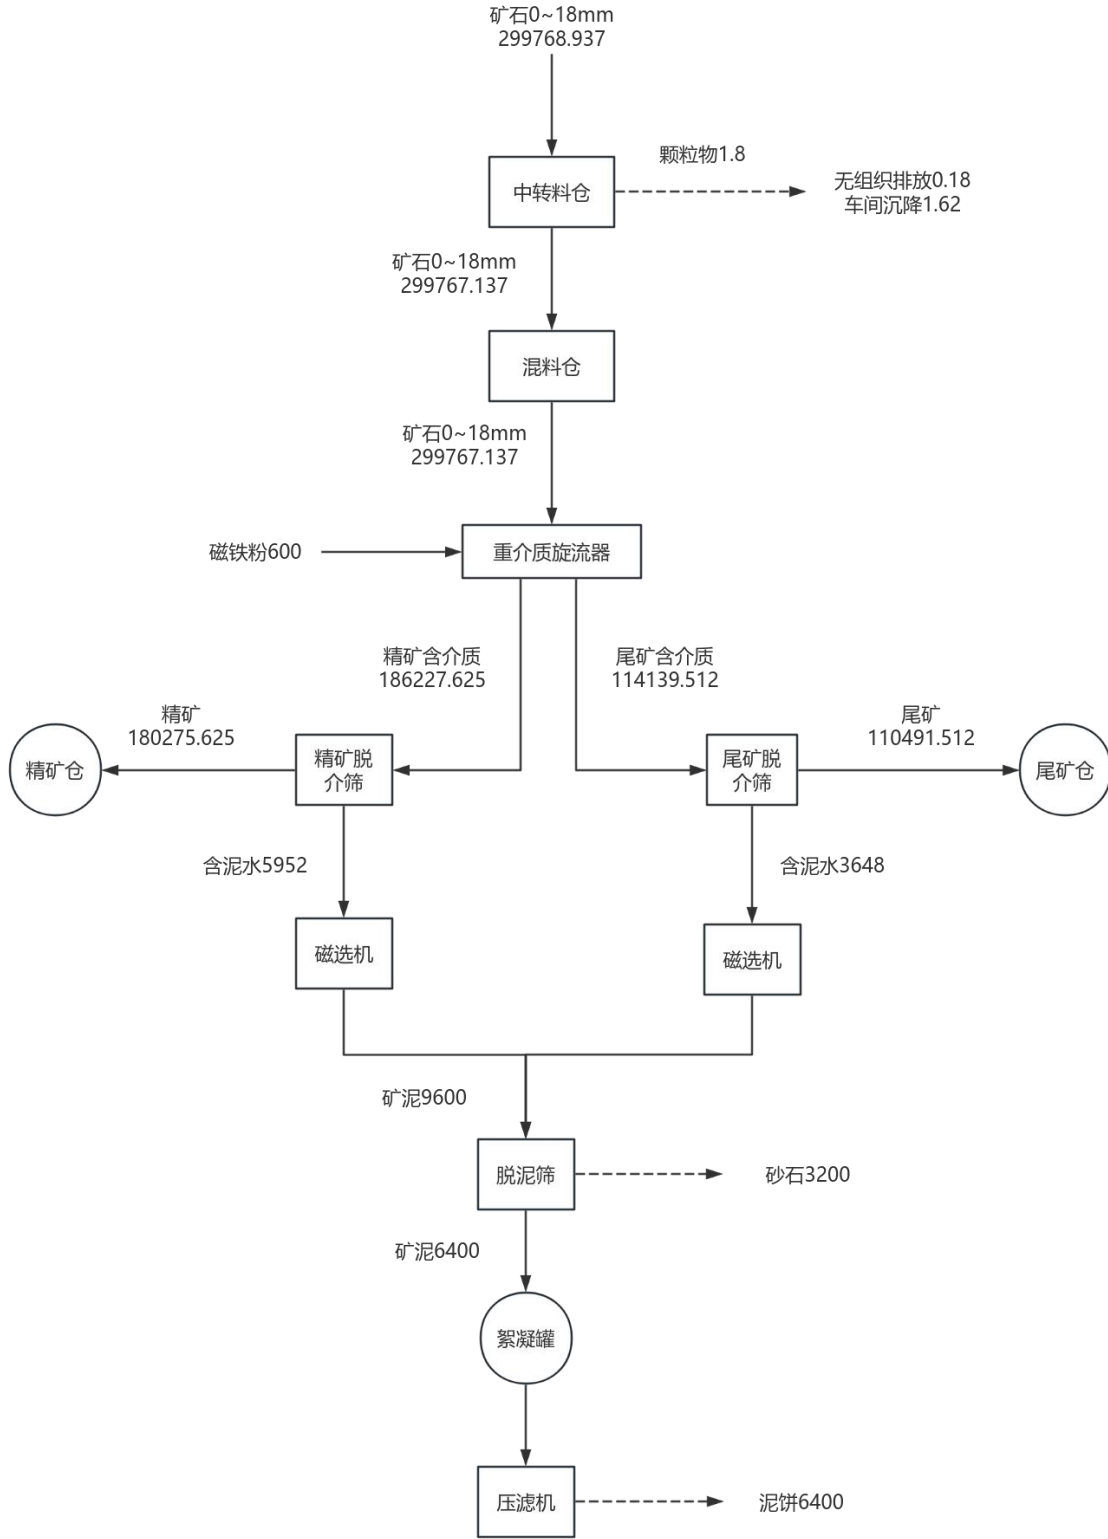 矿石0~18mm
299768.937
中转料仓
颗粒物1.8
无组织排放0.18
车间沉降1.62
矿石0~18mm
299767.137
混料仓
矿石0~18mm
299767.137
磁铁粉600
重介质旋流器
精矿含介质
186227.625
尾矿含介质
114139.512
精矿仓
精矿
180275.625
精矿脱
介筛
尾矿脱
介筛
尾矿
110491.512
尾矿仓
含泥水5952
含泥水3648
磁选机
磁选机
矿泥9600
脱泥筛
砂石3200
矿泥6400
絮凝罐
压滤机
泥饼6400